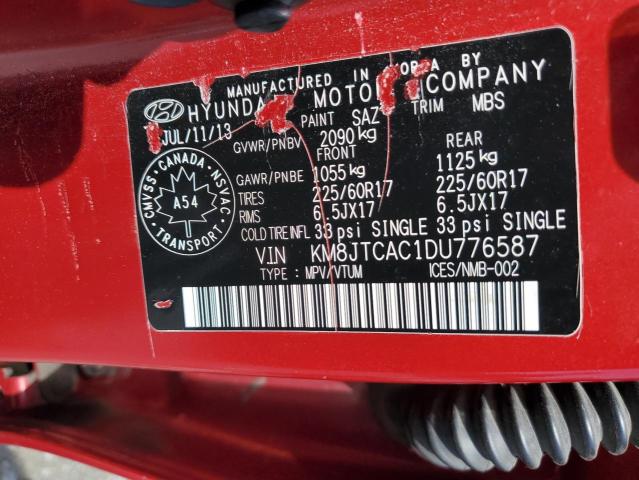 MANUFACTURED IN KOREA BY
HYUNDAI MOTOR COMPANY
JUL/11/13 PAINT SAZ TRIM MBS
GVWR/PNBV 2090 kg
FRONT REAR
GAWR/PNBE 1055 kg 1125 kg
TIRES 225/60R17 225/60R17
RIMS 6.5JX17 6.5JX17
COLD TIRE INFL 33 psi SINGLE 33 psi SINGLE
VIN KM8JTCAC1DU776587
TYPE : MPV/VTUM ICES/NMB-002
CMVSS • CANADA • NSVAC
A54
TRANSPORT